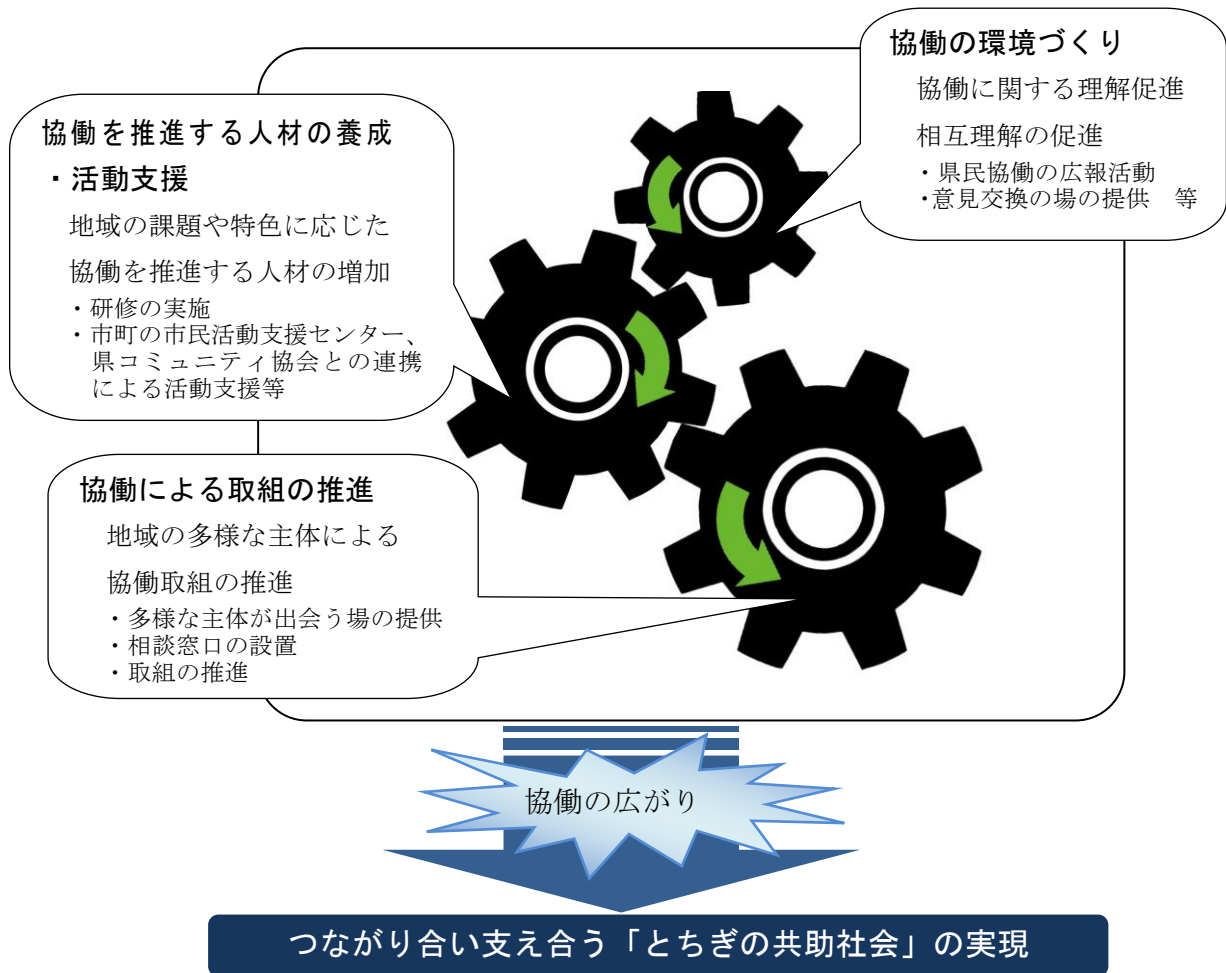 協働の環境づくり
協働に関する理解促進
相互理解の促進
・県民協働の広報活動
・意見交換の場の提供　等
協働を推進する人材の養成
・活動支援
地域の課題や特色に応じた
協働を推進する人材の増加
・研修の実施
・市町の市民活動支援センター、
県コミュニティ協会との連携
による活動支援等
協働による取組の推進
地域の多様な主体による
協働取組の推進
・多様な主体が出会う場の提供
・相談窓口の設置
・取組の推進
協働の広がり
つながり合い支え合う「とちぎの共助社会」の実現